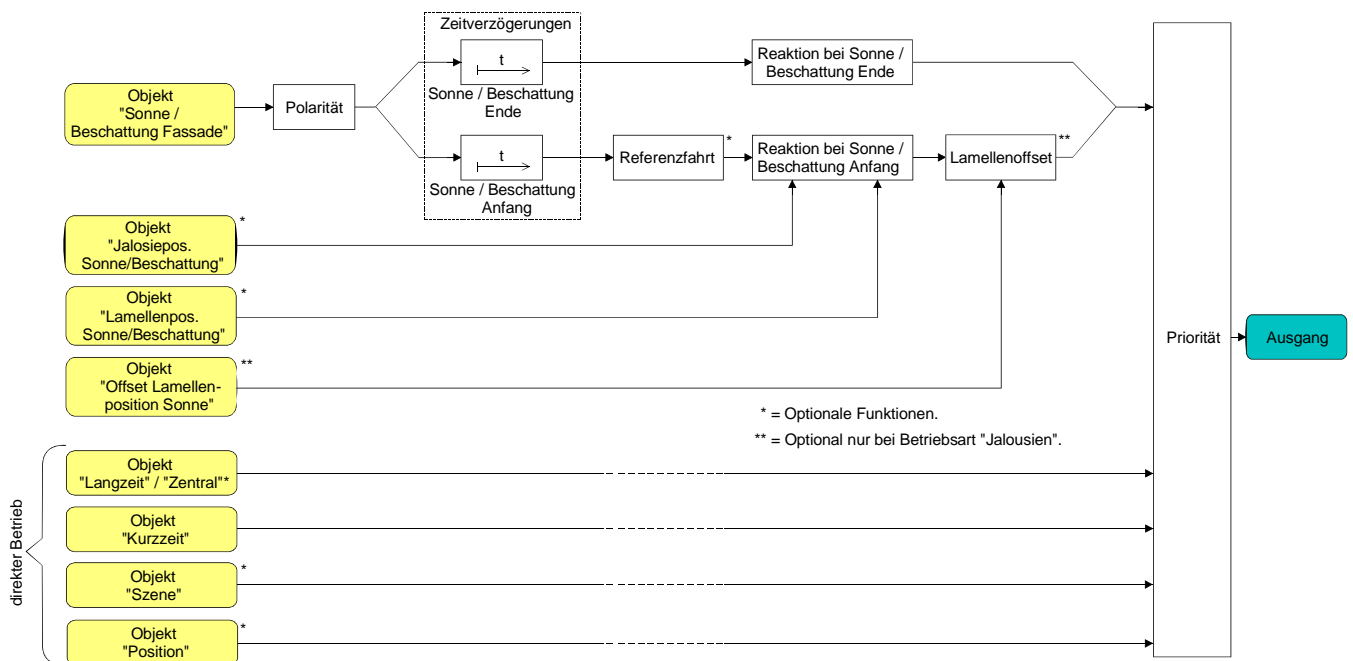 Zeitverzögerungen
t
Sonne / Beschattung
Ende
Reaktion bei Sonne /
Beschattung Ende
Objekt
"Sonne /
Beschattung Fassade"
Polarität
t
Sonne / Beschattung
Anfang
Referenzfahrt
*
Reaktion bei Sonne /
Beschattung Anfang
Lamellenoffset
**
Objekt
"Jalosiepos.
Sonne/Beschattung"
*
Objekt
"Lamellenpos.
Sonne/Beschattung"
*
Objekt
"Offset Lamellen-
position Sonne"
**
Priorität
Ausgang
* = Optionale Funktionen.
** = Optional nur bei Betriebsart "Jalousien".
direkter Betrieb
Objekt
"Langzeit" / "Zentral"*
Objekt
"Kurzzeit"
Objekt
"Szene"
*
Objekt
"Position"
*